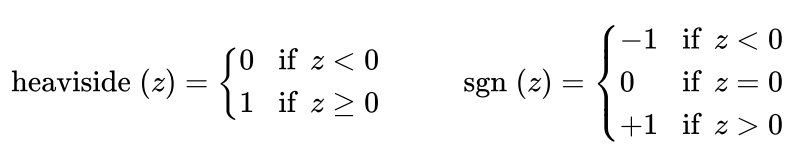 heaviside (z) = { 0 if z < 0
1 if z ≥ 0
sgn (z) = { −1 if z < 0
0 if z = 0
+1 if z > 0